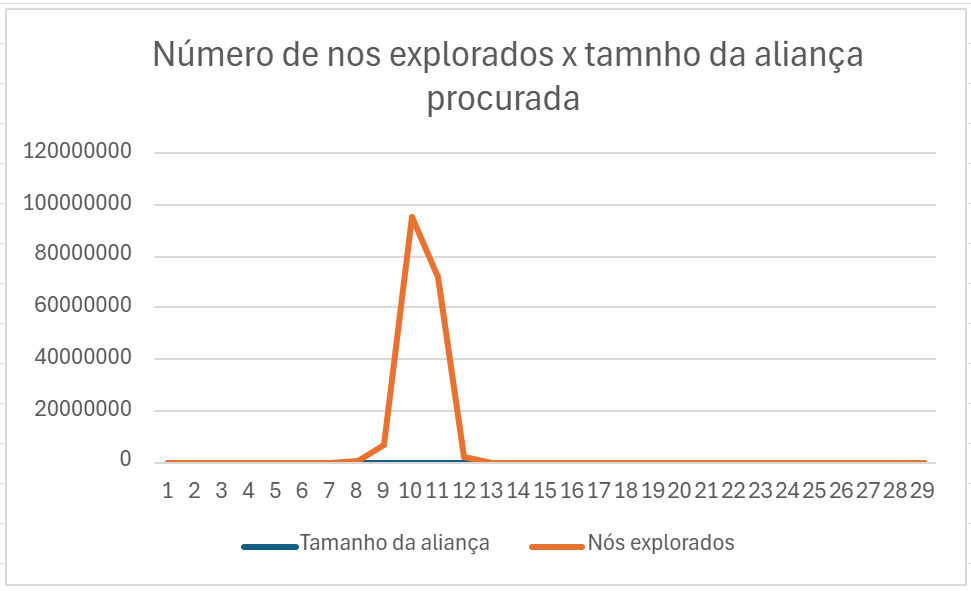 Número de nos explorados x tamnho da aliança
procurada
120000000
100000000
80000000
60000000
40000000
20000000
0
1 2 3 4 5 6 7 8 9 10 11 12 13 14 15 16 17 18 19 20 21 22 23 24 25 26 27 28 29
Tamanho da aliança Nós explorados